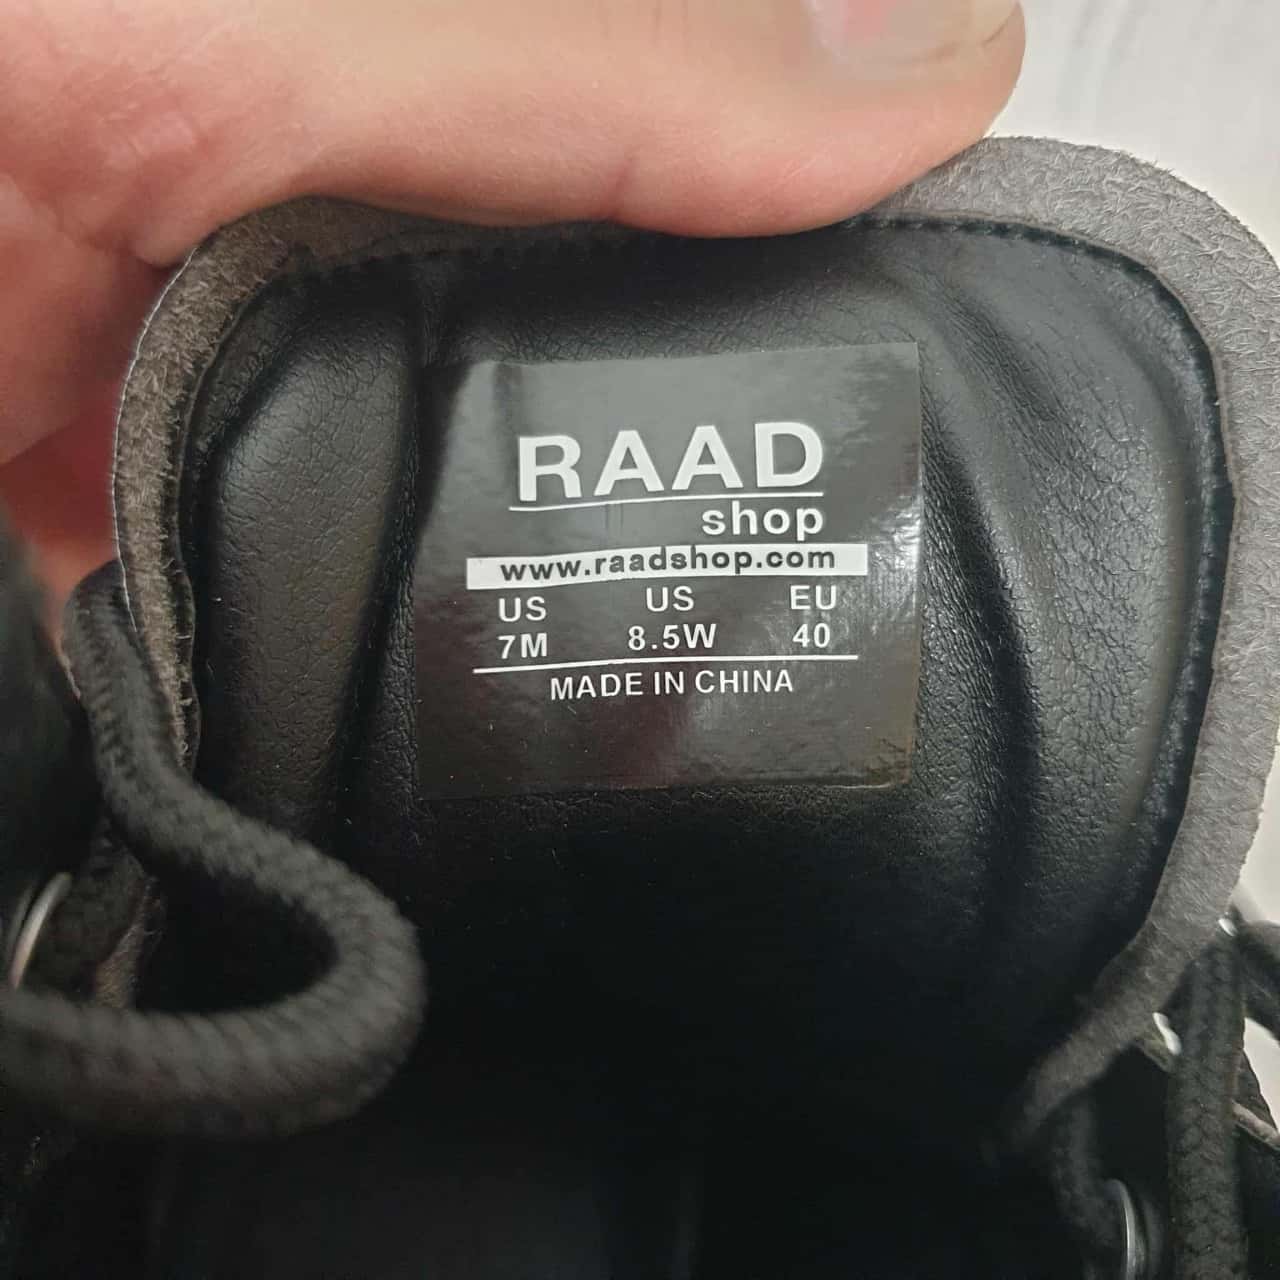 RAAD
shop
www.raadshop.com
US US EU
7M 8.5W 40
MADE IN CHINA